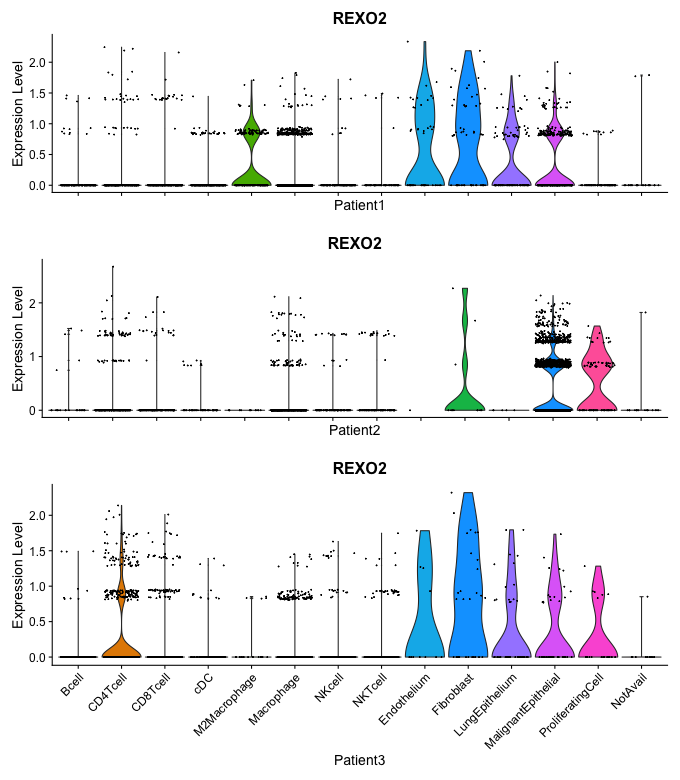 REXO2
Expression Level
2.0
1.5
1.0
0.5
0.0
Patient1
REXO2
Expression Level
2
1
0
Patient2
REXO2
Expression Level
2.0
1.5
1.0
0.5
0.0
Bcell
CD4Tcell
CD8Tcell
cDC
M2Macrophage
Macrophage
NKcell
NKTcell
Endothelium
Fibroblast
LungEpithelium
MalignantEpithelial
ProliferatingCell
NotAvail
Patient3